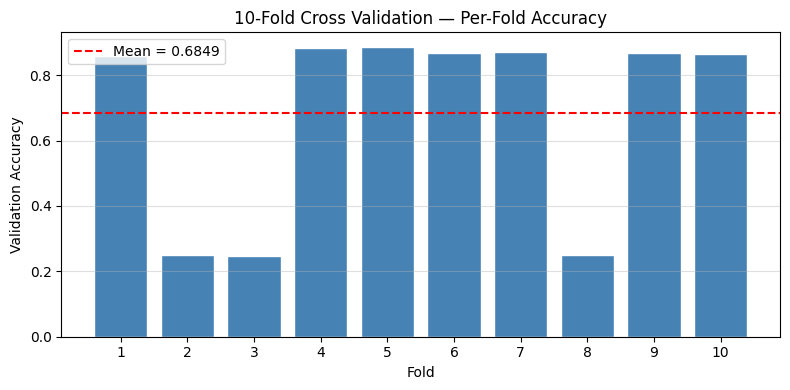 10-Fold Cross Validation — Per-Fold Accuracy
Mean = 0.6849
Validation Accuracy
0.8
0.6
0.4
0.2
0.0
1 2 3 4 5 6 7 8 9 10
Fold